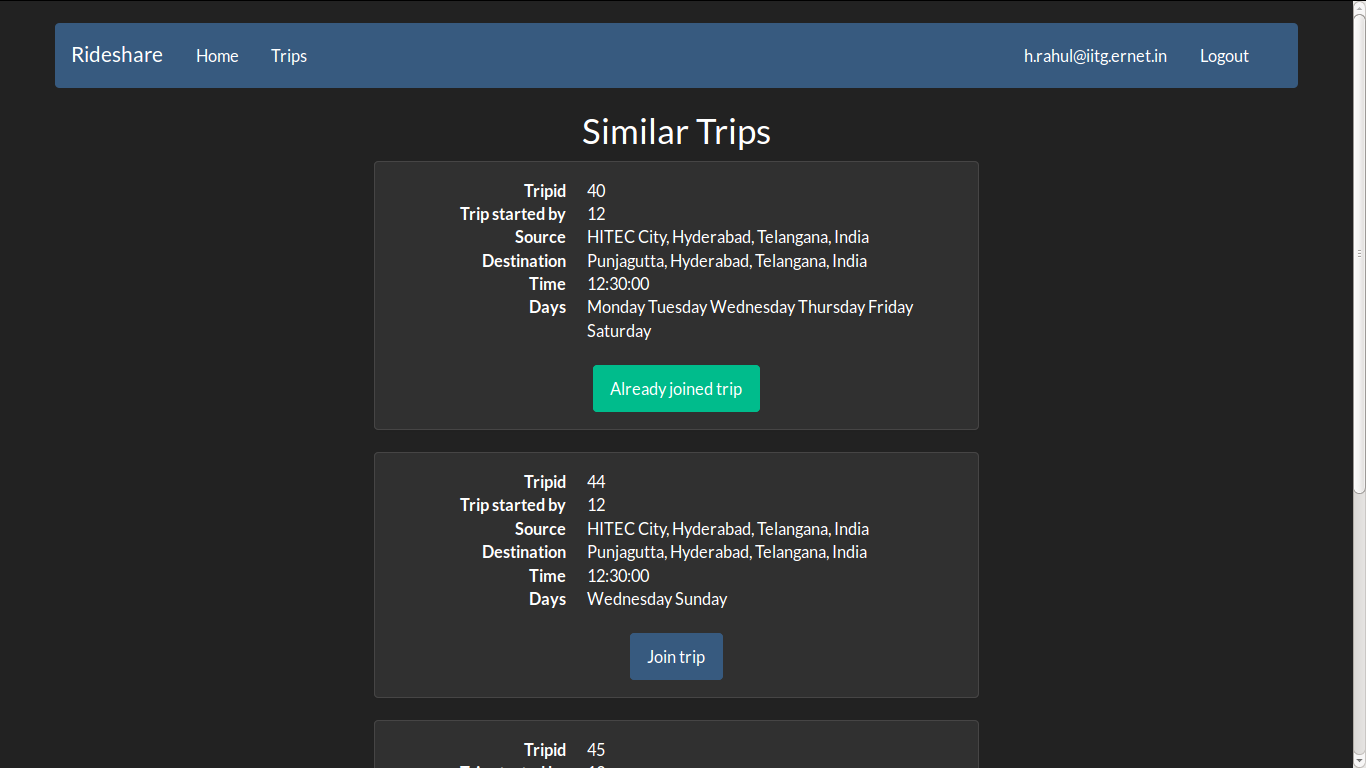 Rideshare Home Trips h.rahul@iitg.ernet.in Logout
Similar Trips
Tripid 40
Trip started by 12
Source HITEC City, Hyderabad, Telangana, India
Destination Punjagutta, Hyderabad, Telangana, India
Time 12:30:00
Days Monday Tuesday Wednesday Thursday Friday
Saturday
Already joined trip
Tripid 44
Trip started by 12
Source HITEC City, Hyderabad, Telangana, India
Destination Punjagutta, Hyderabad, Telangana, India
Time 12:30:00
Days Wednesday Sunday
Join trip
Tripid 45